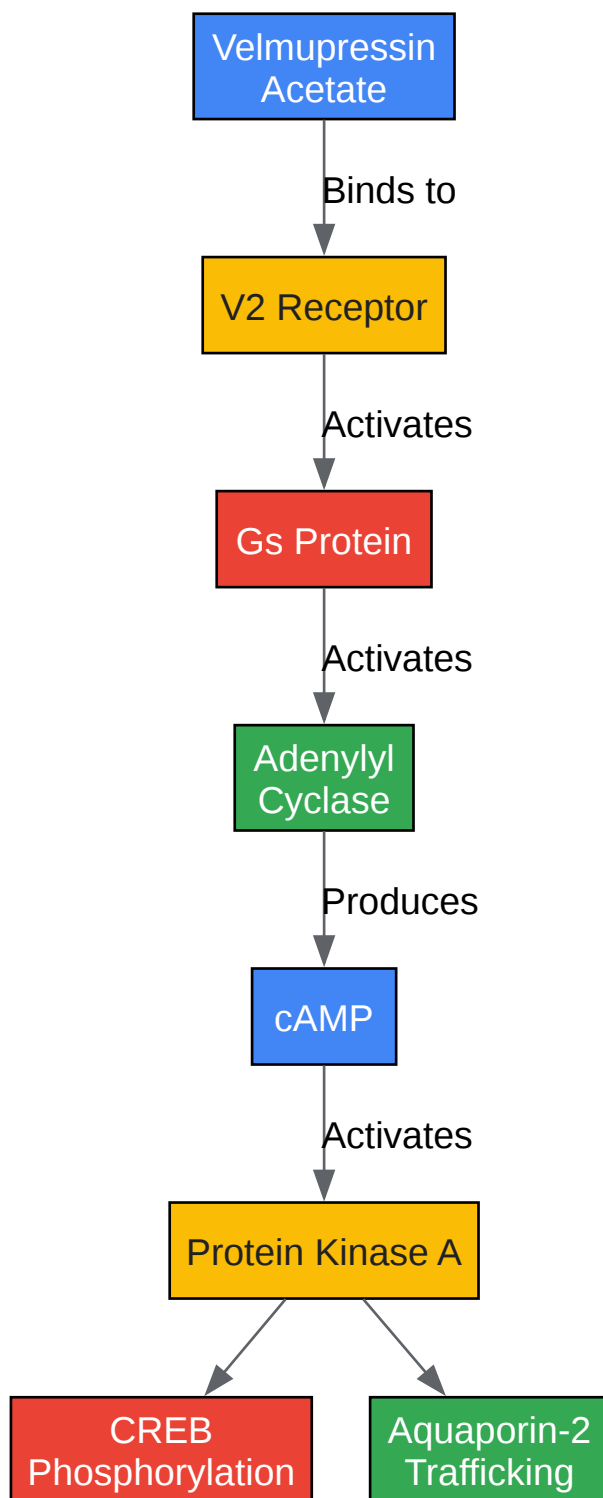 Velmupressin
Acetate
Binds to
V2 Receptor
Activates
Gs Protein
Activates
Adenylyl
Cyclase
Produces
cAMP
Activates
Protein Kinase A
CREB
Phosphorylation
Aquaporin-2
Trafficking